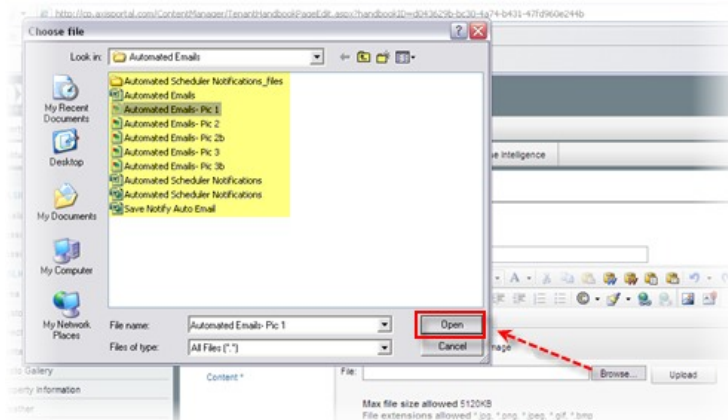 http://cp.axisportal.com/ContentManager/TenantHandbookPageEdit.aspx?handbookID=d043629b-bc30-4a74-b431-47fd960e244b
Choose file
Look in:
Automated Emails
My Recent Documents
Desktop
My Documents
My Computer
My Network Places
Automated Scheduler Notifications_files
Automated Emails
Automated Emails- Pic 1
Automated Emails- Pic 2
Automated Emails- Pic 2b
Automated Emails- Pic 3
Automated Emails- Pic 3b
Automated Scheduler Notifications
Automated Scheduler Notifications
Save Notify Auto Email
File name:
Automated Emails- Pic 1
Open
Files of type:
All Files (*.*)
Cancel
Intelligence
Gallery
Information
Content *
File:
Browse...
Upload
Max file size allowed 5120KB
File extensions allowed *.jpg, *.png, *.jpeg, *.gif, *.bmp